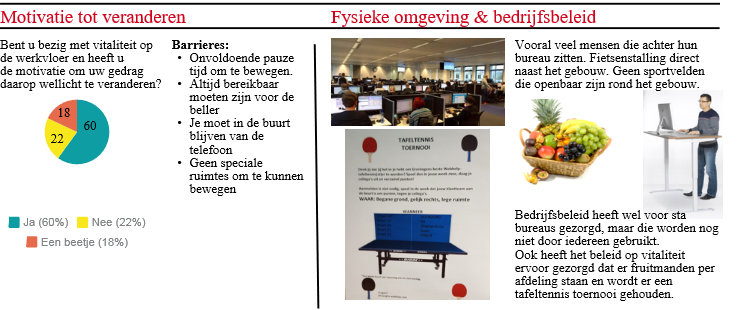 Motivatie tot veranderen
Bent u bezig met vitaliteit op
de werkvloer en heeft u
de motivatie om uw gedrag
daarop wellicht te veranderen?
18
60
22
Ja (60%)
Nee (22%)
Een beetje (18%)
Barrieres:
• Onvoldoende pauze
tijd om te bewegen.
• Altijd bereikbaar
moeten zijn voor de
beller
• Je moet in de buurt
blijven van de
telefoon
• Geen speciale
ruimtes om te kunnen
bewegen
Fysieke omgeving & bedrijfsbeleid
TAFELTENNIS
TOERNOOI
WAAR: Begane grond, gelijk rechts, lege ruimte
Vooral veel mensen die achter hun
bureau zitten. Fietsenstalling direct
naast het gebouw. Geen sportvelden
die openbaar zijn rond het gebouw.
Bedrijfsbeleid heeft wel voor sta
bureaus gezorgd, maar die worden nog
niet door iedereen gebruikt.
Ook heeft het beleid op vitaliteit
ervoor gezorgd dat er fruitmanden per
afdeling staan en wordt er een
tafeltennis toernooi gehouden.